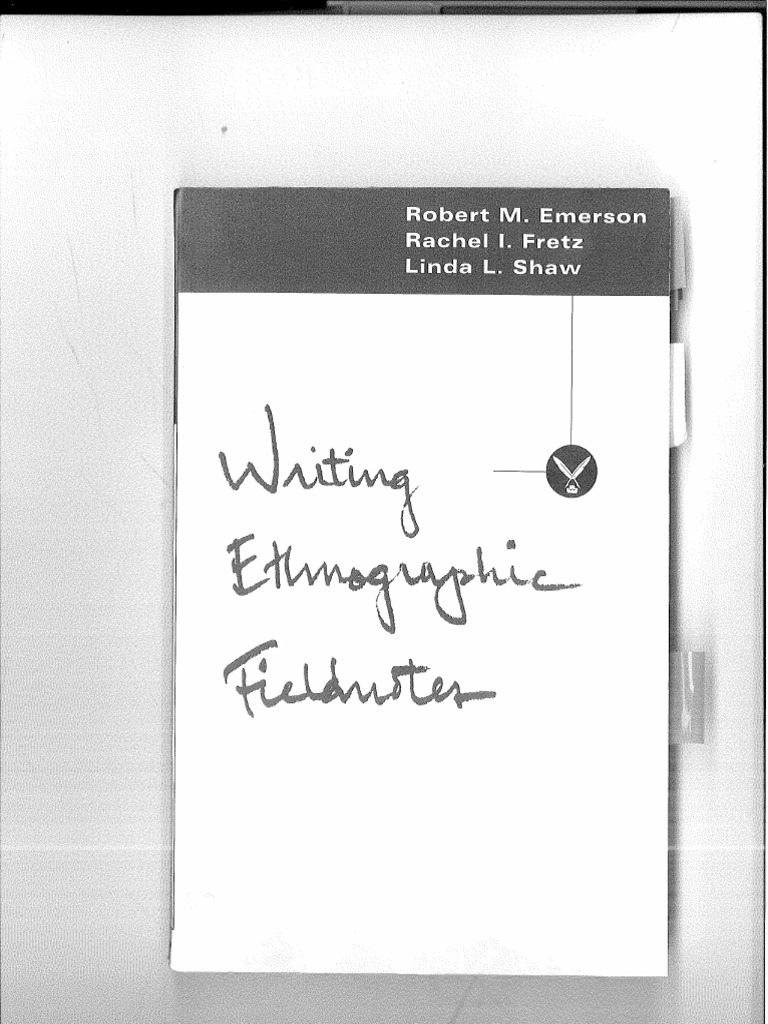 Robert M. Emerson
Rachel I. Fretz
Linda L. Shaw
Writing
Ethnographic
Fieldnotes